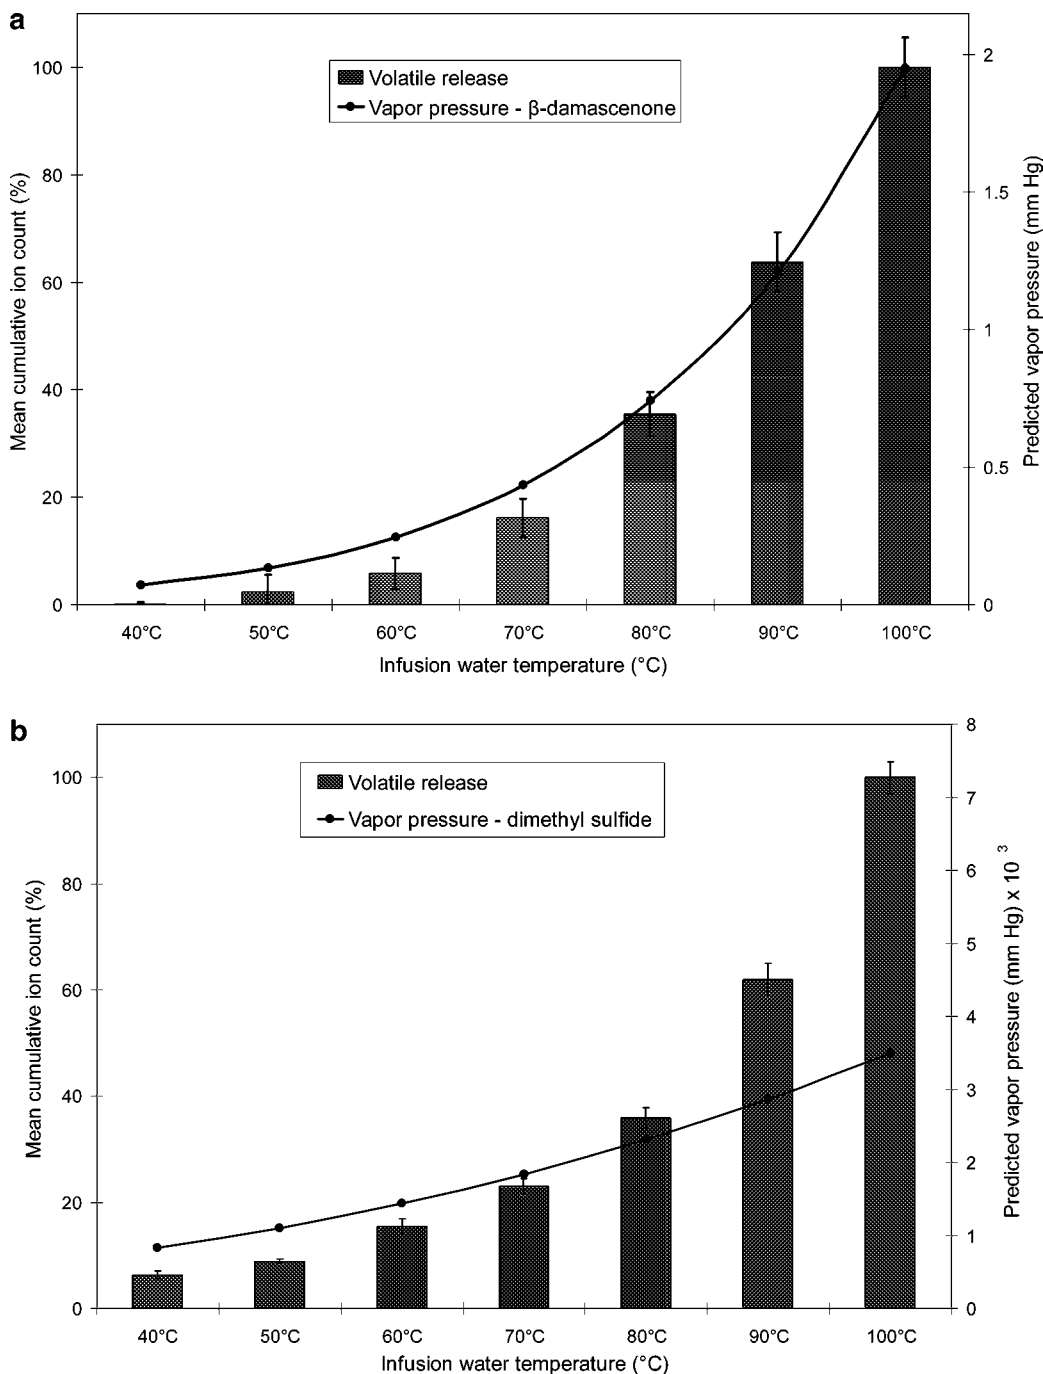 a
Volatile release
Vapor pressure - β-damascenone
Mean cumulative ion count (%)
100
80
60
40
20
0
Predicted vapor pressure (mm Hg)
2
1.5
1
0.5
0
40°C 50°C 60°C 70°C 80°C 90°C 100°C
Infusion water temperature (°C)
b
Volatile release
Vapor pressure - dimethyl sulfide
Mean cumulative ion count (%)
100
80
60
40
20
0
Predicted vapor pressure (mm Hg) x 10 3
8
7
6
5
4
3
2
1
0
40°C 50°C 60°C 70°C 80°C 90°C 100°C
Infusion water temperature (°C)